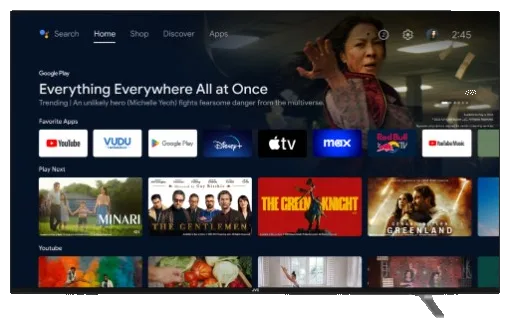 Search Home Shop Discover Apps 2:45
Google Play
Everything Everywhere All at Once
Trending | An unlikely hero (Michelle Yeoh) fights fearsome danger from the multiverse.
Favorite Apps
YouTube VUDU Google Play Disney+ tv max Red Bull TV YouTube Music
Play Next
MINARI THE GENTLEMEN THE GREEN KNIGHT GREENLAND
Youtube
JVC